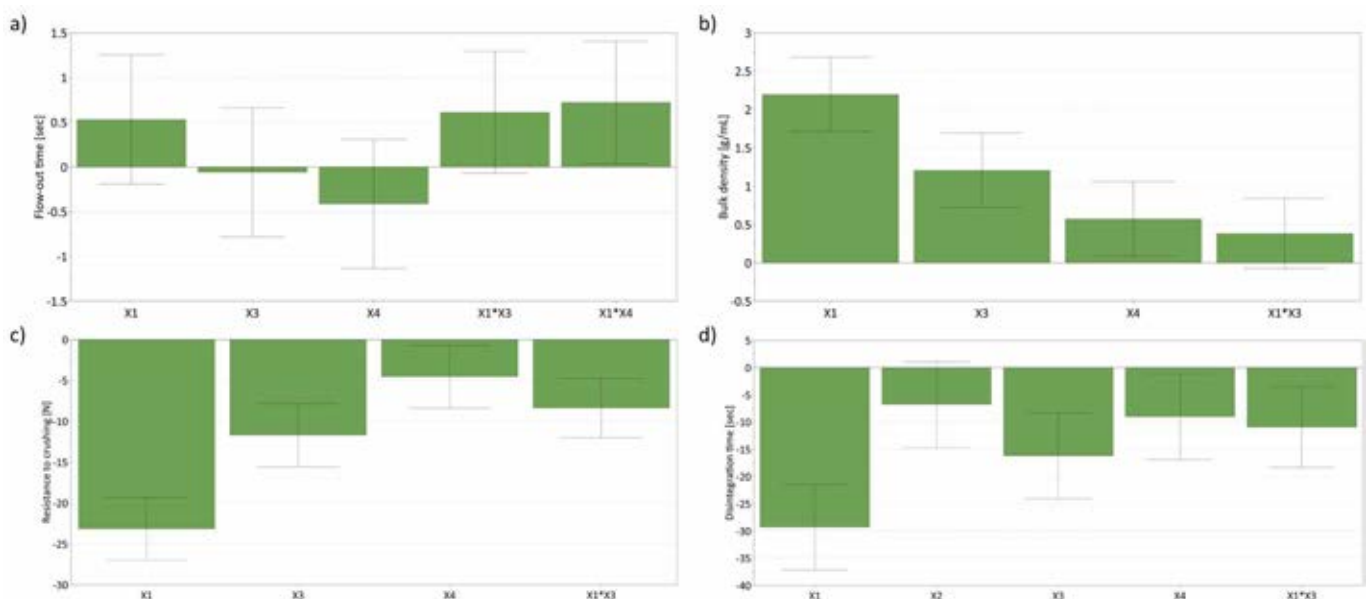 a)
Flow-out time [sec]
1.5
1
0.5
0
-0.5
-1
-1.5
X1 X3 X4 X1*X3 X1*X4
b)
Bulk density [g/mL]
3
2.5
2
1.5
1
0.5
0
-0.5
X1 X3 X4 X1*X3
c)
Resistance to crushing [N]
0
-5
-10
-15
-20
-25
-30
X1 X3 X4 X1*X3
d)
Disintegration time [sec]
5
0
-5
-10
-15
-20
-25
-30
-35
-40
X1 X2 X3 X4 X1*X3